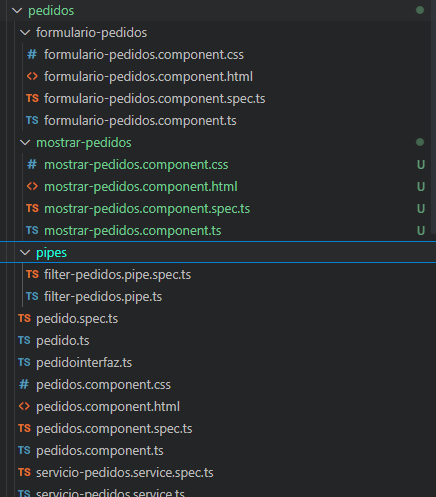 pedidos
formulario-pedidos
# formulario-pedidos.component.css
<> formulario-pedidos.component.html
TS formulario-pedidos.component.spec.ts
TS formulario-pedidos.component.ts
mostrar-pedidos
# mostrar-pedidos.component.css U
<> mostrar-pedidos.component.html U
TS mostrar-pedidos.component.spec.ts U
TS mostrar-pedidos.component.ts U
pipes
TS filter-pedidos.pipe.spec.ts
TS filter-pedidos.pipe.ts
TS pedido.spec.ts
TS pedido.ts
TS pedidointerfaz.ts
# pedidos.component.css
<> pedidos.component.html
TS pedidos.component.spec.ts
TS pedidos.component.ts
TS servicio-pedidos.service.spec.ts
TS servicio-pedidos.service.ts